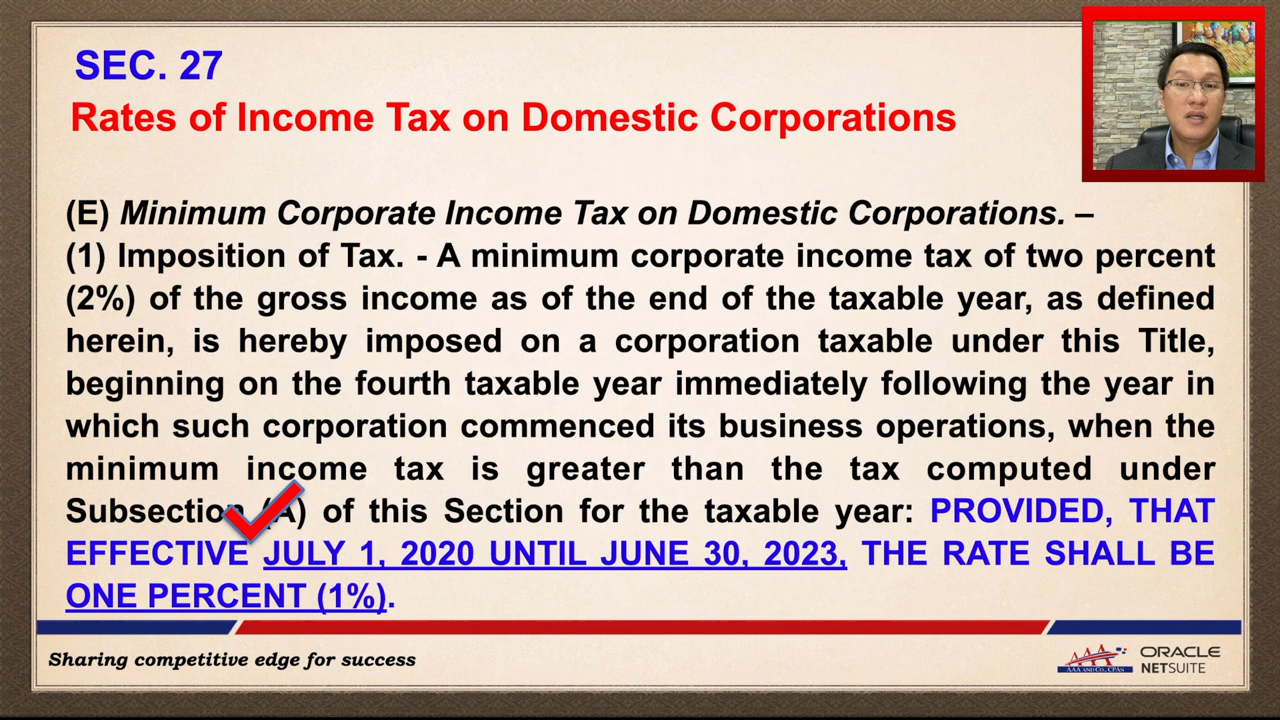 SEC. 27
Rates of Income Tax on Domestic Corporations
(E) Minimum Corporate Income Tax on Domestic Corporations. –
(1) Imposition of Tax. - A minimum corporate income tax of two percent
(2%) of the gross income as of the end of the taxable year, as defined
herein, is hereby imposed on a corporation taxable under this Title,
beginning on the fourth taxable year immediately following the year in
which such corporation commenced its business operations, when the
minimum income tax is greater than the tax computed under
Subsection (A) of this Section for the taxable year: PROVIDED, THAT
EFFECTIVE JULY 1, 2020 UNTIL JUNE 30, 2023, THE RATE SHALL BE
ONE PERCENT (1%).
Sharing competitive edge for success
AAA
AAA AND CO., CPAs
ORACLE
NETSUITE